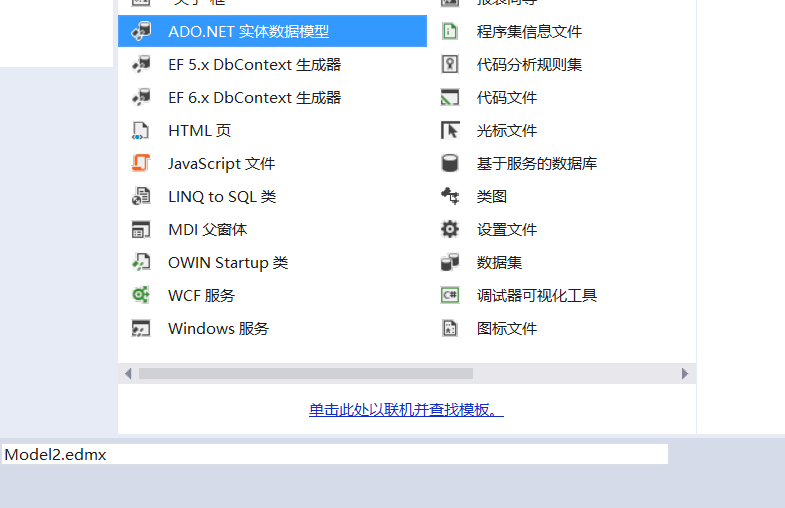 ADO.NET 实体数据模型
EF 5.x DbContext 生成器
EF 6.x DbContext 生成器
HTML 页
JavaScript 文件
LINQ to SQL 类
MDI 父窗体
OWIN Startup 类
WCF 服务
Windows 服务
程序集信息文件
代码分析规则集
代码文件
光标文件
基于服务的数据库
类图
设置文件
数据集
调试器可视化工具
图标文件
单击此处以联机并查找模板。
Model2.edmx